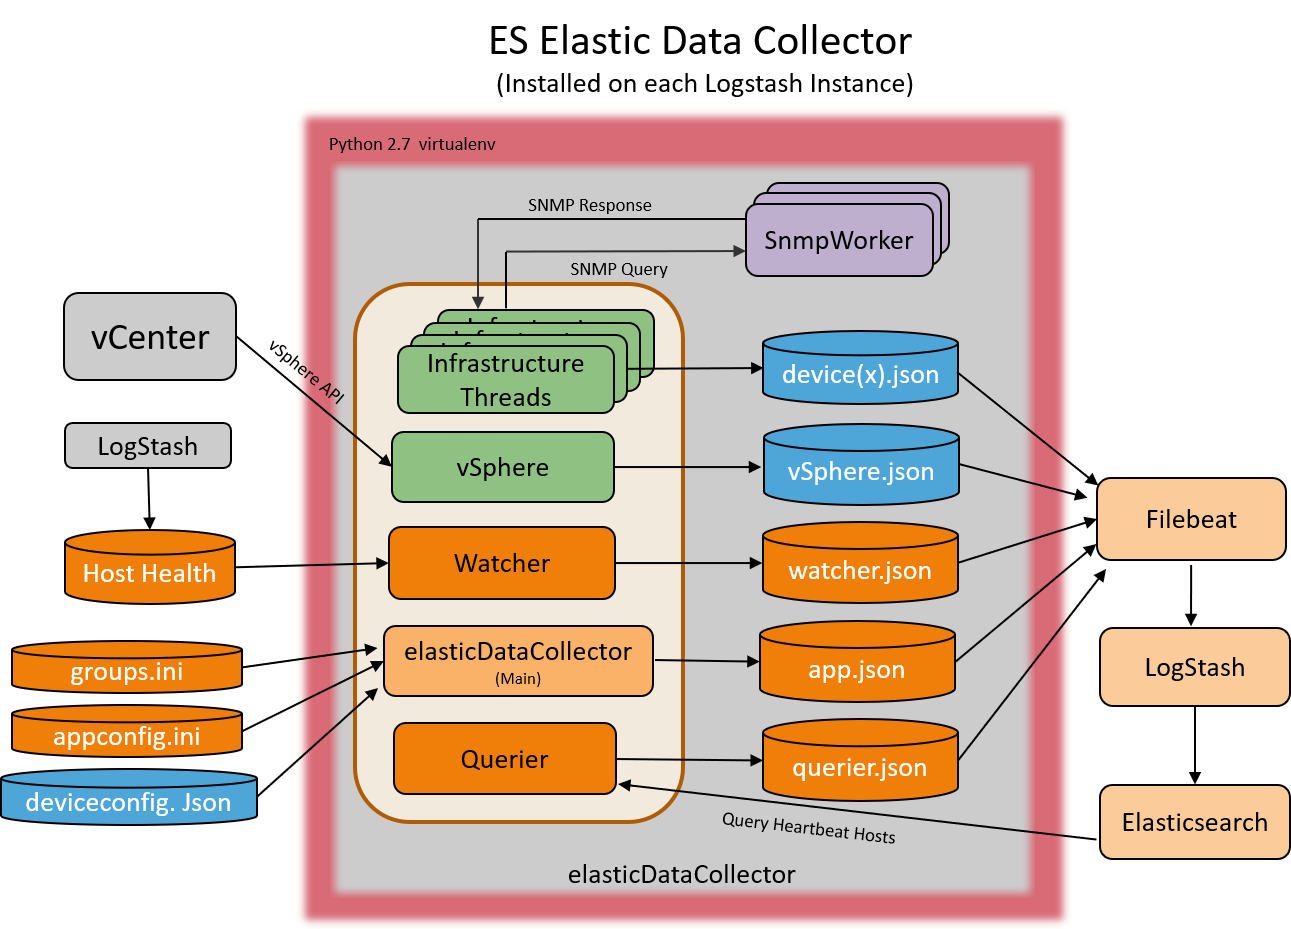 ES Elastic Data Collector
(Installed on each Logstash Instance)
Python 2.7 virtualenv
SNMP Response
SnmpWorker
SNMP Query
vCenter
vSphere API
Infrastructure
Threads
device(x).json
LogStash
vSphere
vSphere.json
Filebeat
Host Health
Watcher
watcher.json
groups.ini
elasticDataCollector
(Main)
app.json
LogStash
appconfig.ini
Querier
querier.json
deviceconfig. Json
Query Heartbeat Hosts
Elasticsearch
elasticDataCollector